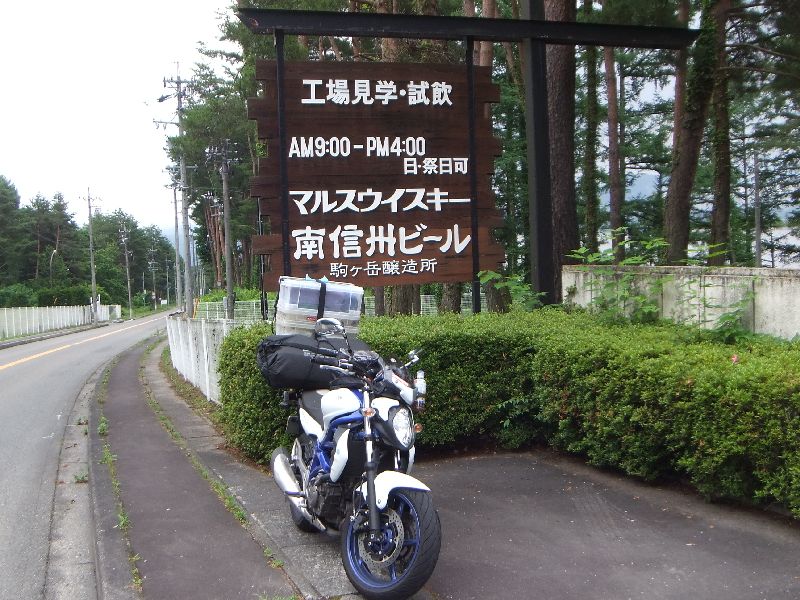 工場見学・試飲
AM9:00－PM4:00
日・祭日可
マルスウイスキー
南信州ビール
駒ヶ岳醸造所